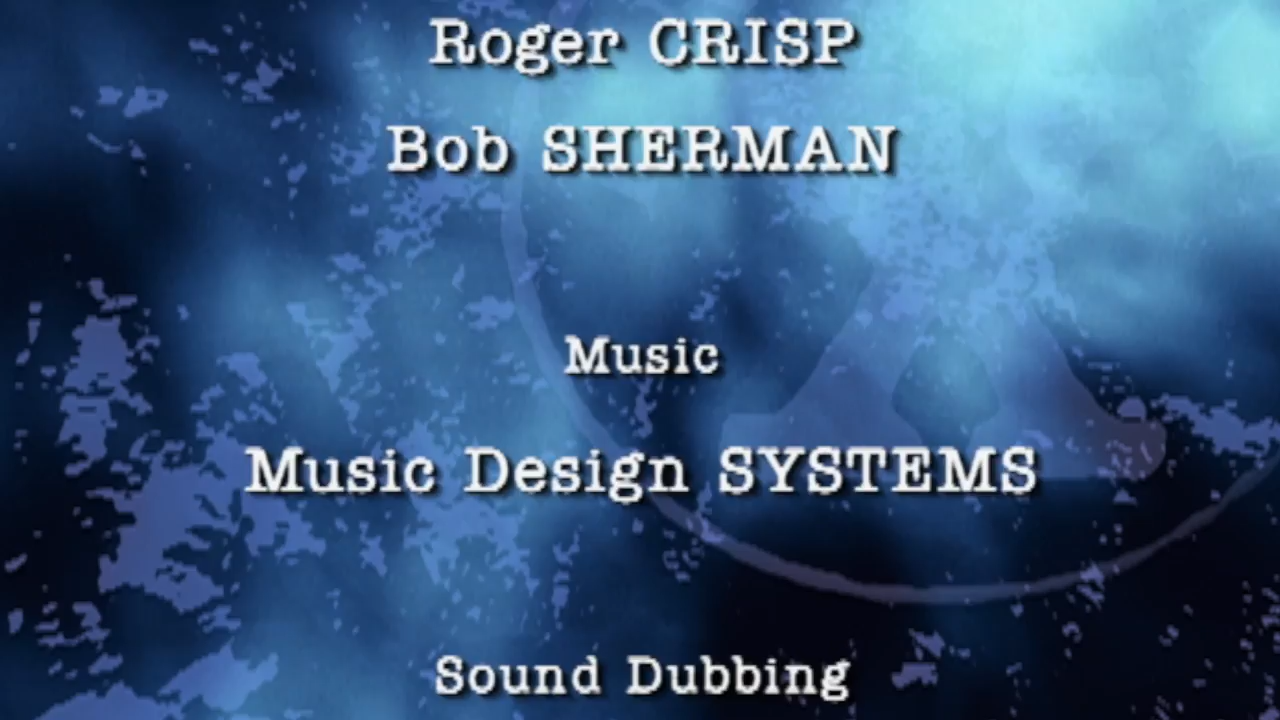 Roger CRISP
Bob SHERMAN
Music
Music Design SYSTEMS
Sound Dubbing